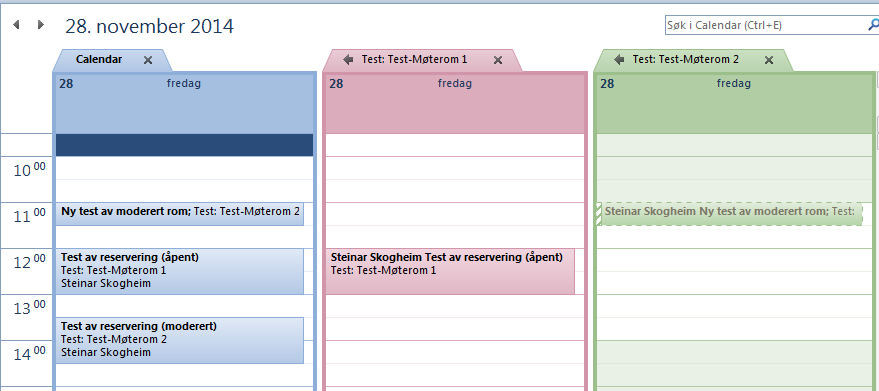 28. november 2014
Søk i Calendar (Ctrl+E)
Calendar
Test: Test-Møterom 1
Test: Test-Møterom 2
28 fredag
28 fredag
28 fredag
10 00
11 00
Ny test av moderert rom; Test: Test-Møterom 2
Steinar Skogheim Ny test av moderert rom; Test:
12 00
Test av reservering (åpent)
Test: Test-Møterom 1
Steinar Skogheim
Steinar Skogheim Test av reservering (åpent)
Test: Test-Møterom 1
13 00
Test av reservering (moderert)
Test: Test-Møterom 2
Steinar Skogheim
14 00